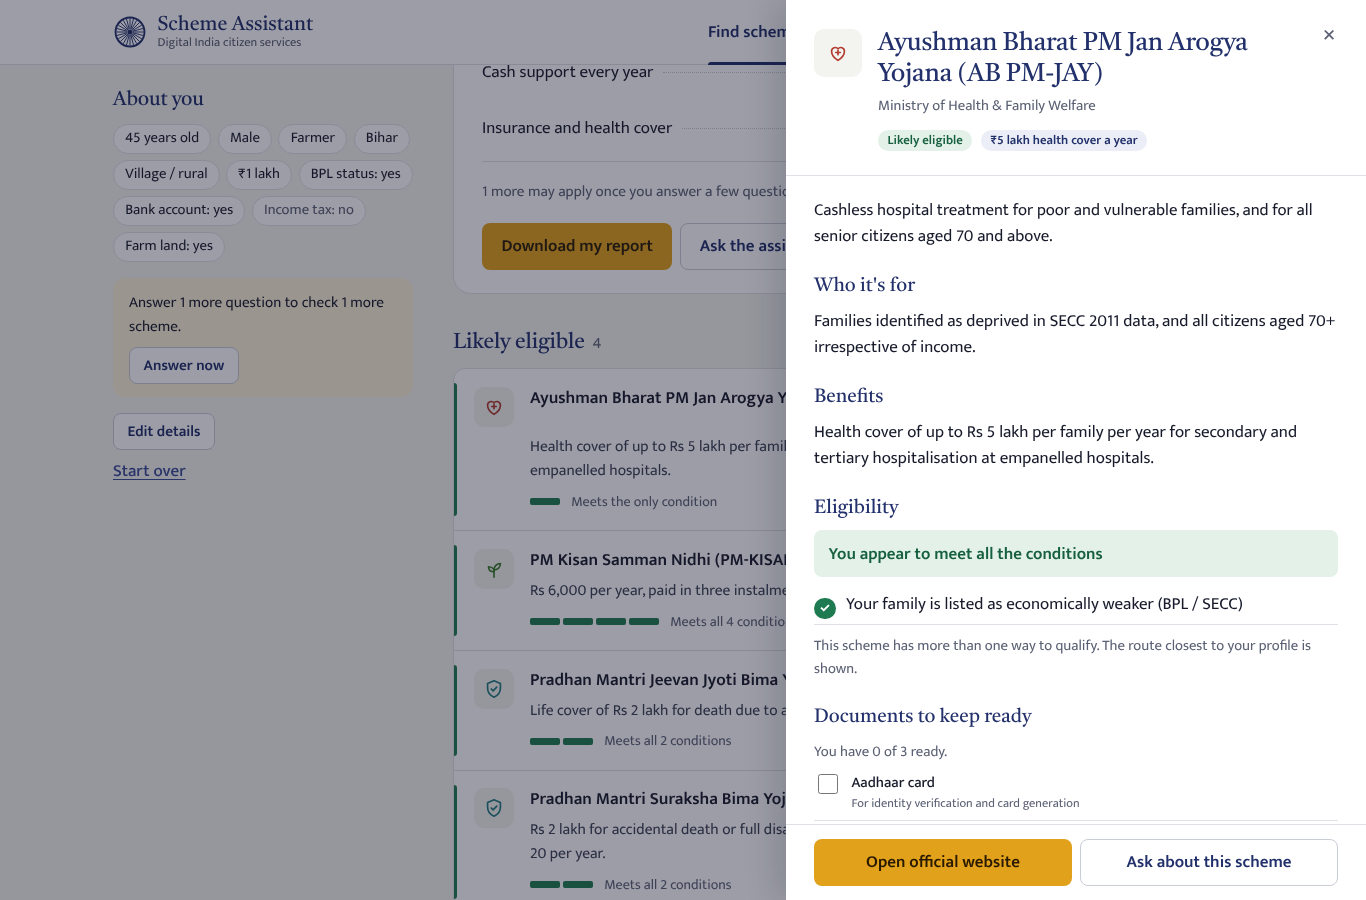 Scheme Assistant
Digital India citizen services
Find schem
About you
45 years old
Male
Farmer
Bihar
Village / rural
₹1 lakh
BPL status: yes
Bank account: yes
Income tax: no
Farm land: yes
Answer 1 more question to check 1 more
scheme.
Answer now
Edit details
Start over
Cash support every year
Insurance and health cover
1 more may apply once you answer a few questio
Download my report
Ask the assi
Likely eligible 4
Ayushman Bharat PM Jan Arogya Y
Health cover of up to Rs 5 lakh per famil
empanelled hospitals.
Meets the only condition
PM Kisan Samman Nidhi (PM-KISAN
Rs 6,000 per year, paid in three instalme
Meets all 4 conditio
Pradhan Mantri Jeevan Jyoti Bima Y
Life cover of Rs 2 lakh for death due to a
Meets all 2 conditions
Pradhan Mantri Suraksha Bima Yoj
Rs 2 lakh for accidental death or full disa
20 per year.
Meets all 2 conditions
Ayushman Bharat PM Jan Arogya
Yojana (AB PM-JAY)
Ministry of Health & Family Welfare
Likely eligible
₹5 lakh health cover a year
Cashless hospital treatment for poor and vulnerable families, and for all
senior citizens aged 70 and above.
Who it's for
Families identified as deprived in SECC 2011 data, and all citizens aged 70+
irrespective of income.
Benefits
Health cover of up to Rs 5 lakh per family per year for secondary and
tertiary hospitalisation at empanelled hospitals.
Eligibility
You appear to meet all the conditions
Your family is listed as economically weaker (BPL / SECC)
This scheme has more than one way to qualify. The route closest to your profile is
shown.
Documents to keep ready
You have 0 of 3 ready.
Aadhaar card
For identity verification and card generation
Open official website
Ask about this scheme